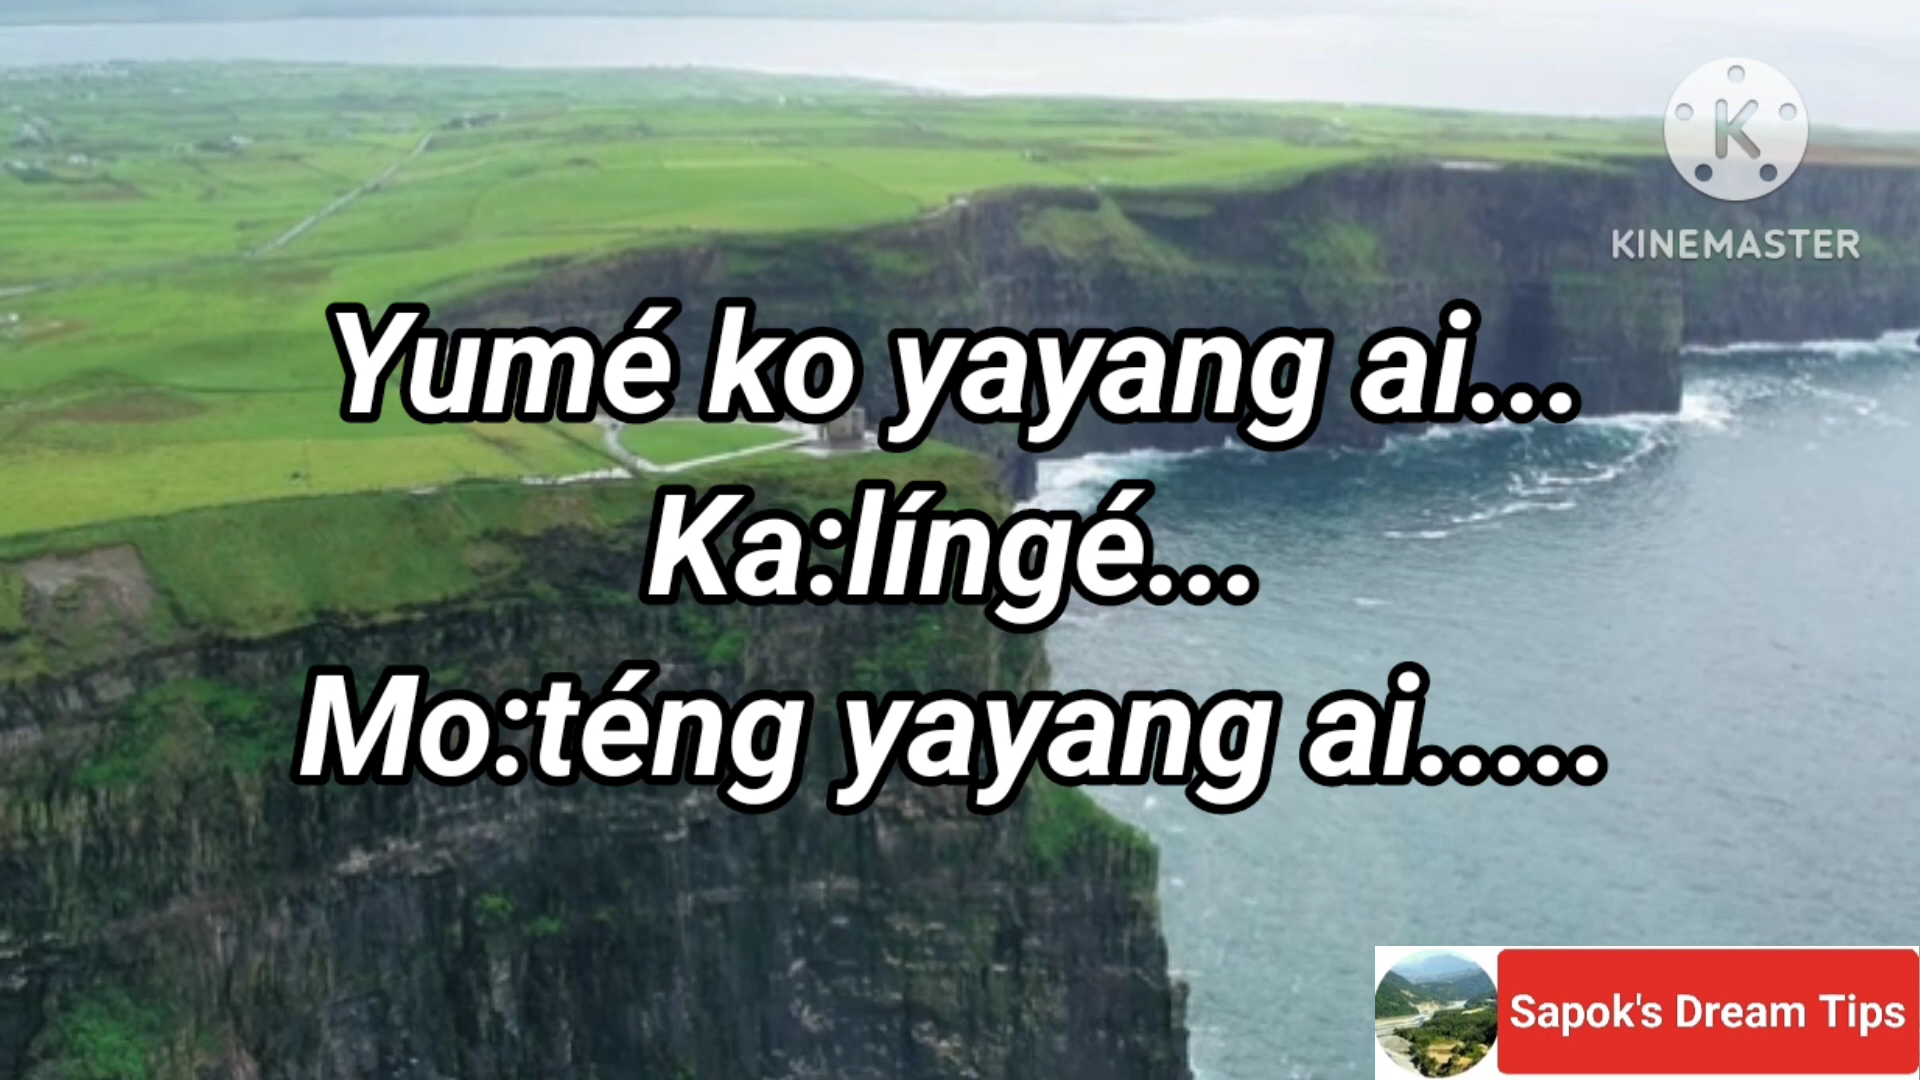 KINEMASTER
Yumé ko yayang ai...
Ka:língé...
Mo:téng yayang ai.....
Sapok's Dream Tips